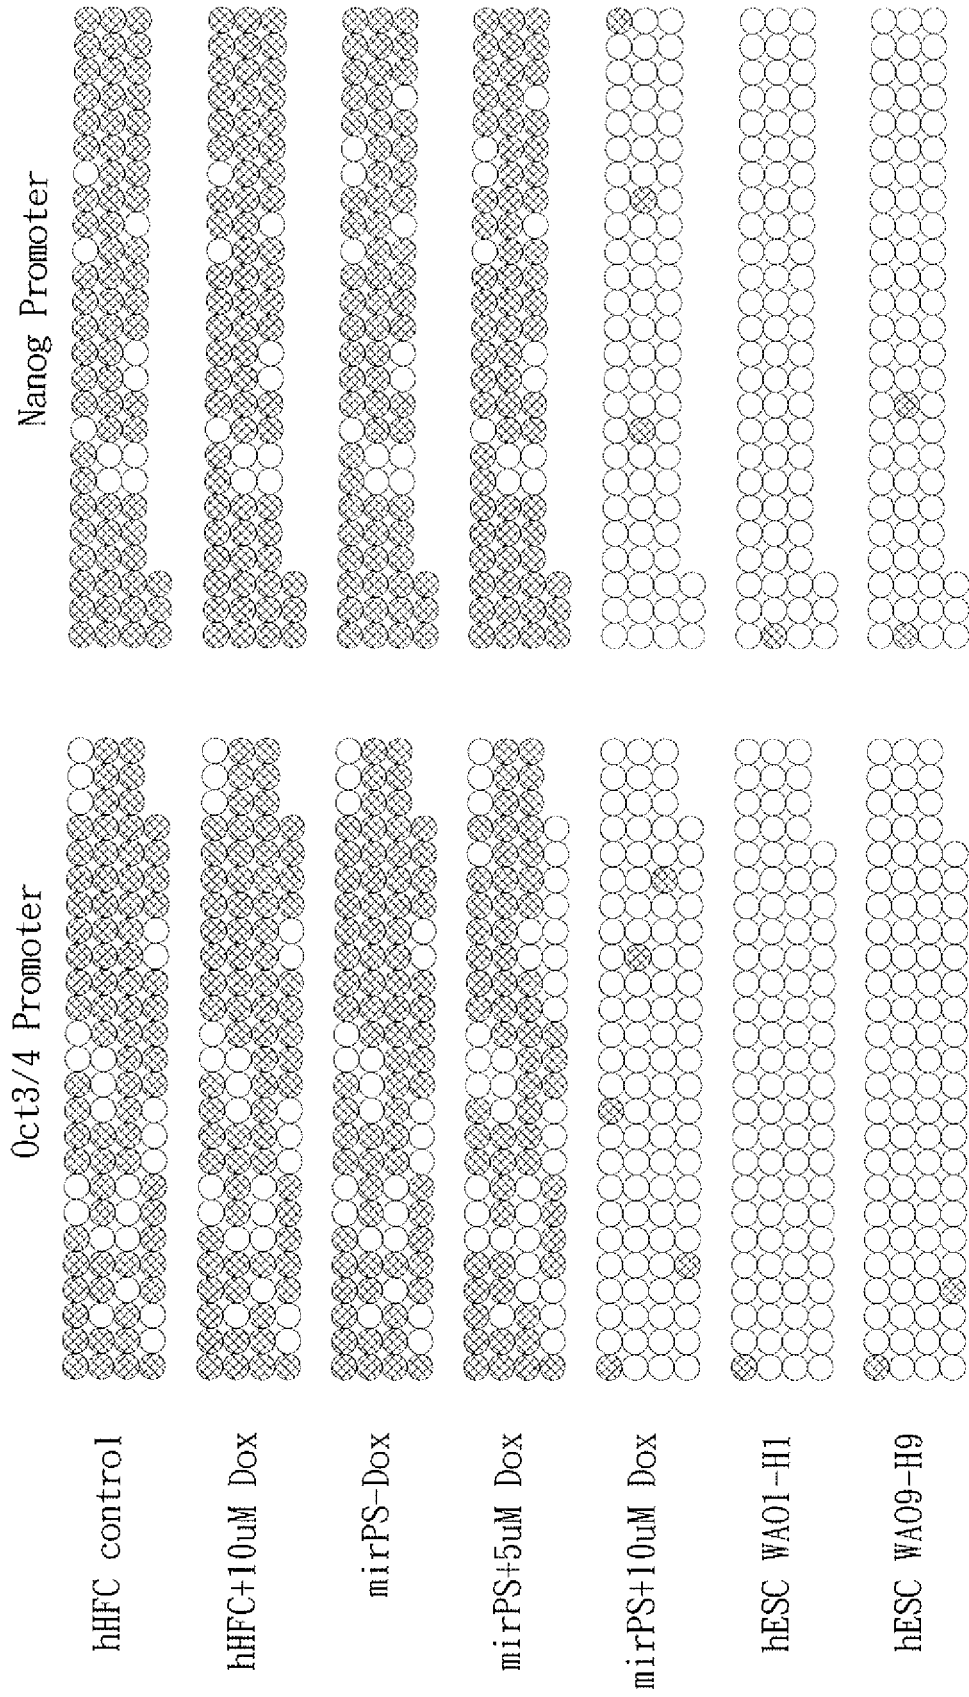 Oct3/4 Promoter
Nanog Promoter
hHFC control
hHFC+10uM Dox
mirPS-Dox
mirPS+5uM Dox
mirPS+10uM Dox
hESC WA01-H1
hESC WA09-H9